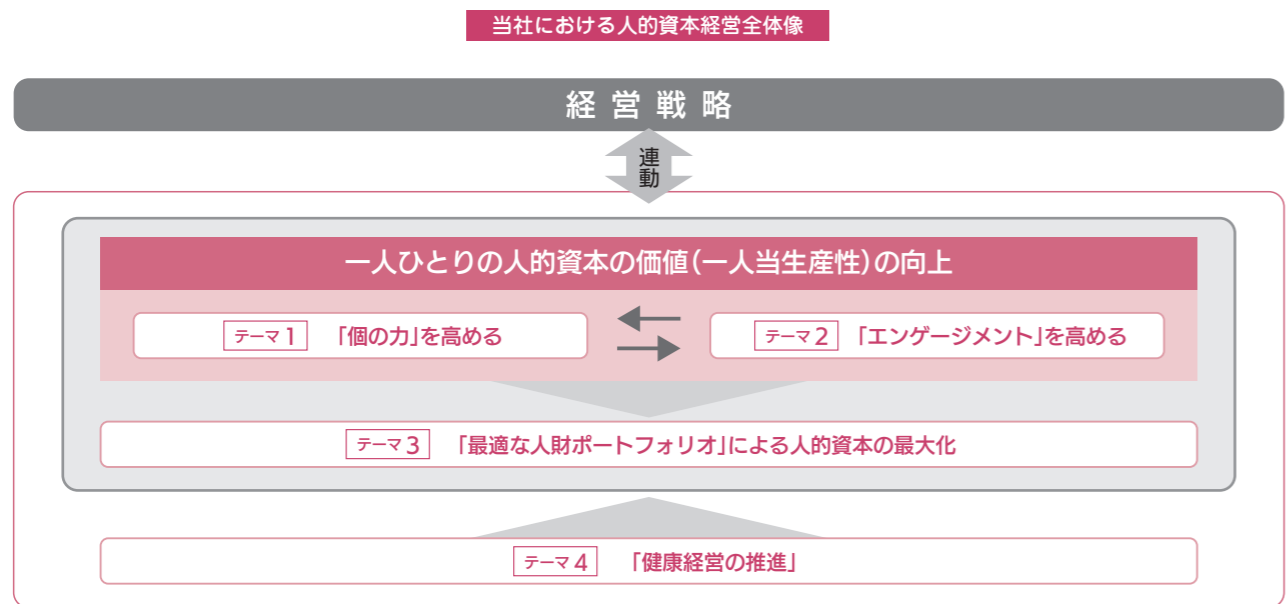 当社における人的資本経営全体像
経営戦略
連動
一人ひとりの人的資本の価値(一人当生産性)の向上
テーマ1 「個の力」を高める
テーマ2 「エンゲージメント」を高める
テーマ3 「最適な人財ポートフォリオ」による人的資本の最大化
テーマ4 「健康経営の推進」